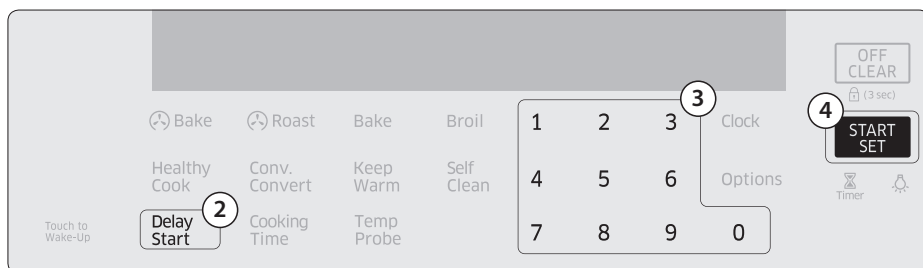 OFF
CLEAR
(3 sec)
3
4
Bake
Roast
Bake
Broil
1 2 3
Clock
START
SET
Healthy
Cook
Conv.
Convert
Keep
Warm
Self
Clean
4 5 6
Options
Timer
2
Touch to
Wake-Up
Delay
Start
Cooking
Time
Temp
Probe
7 8 9 0